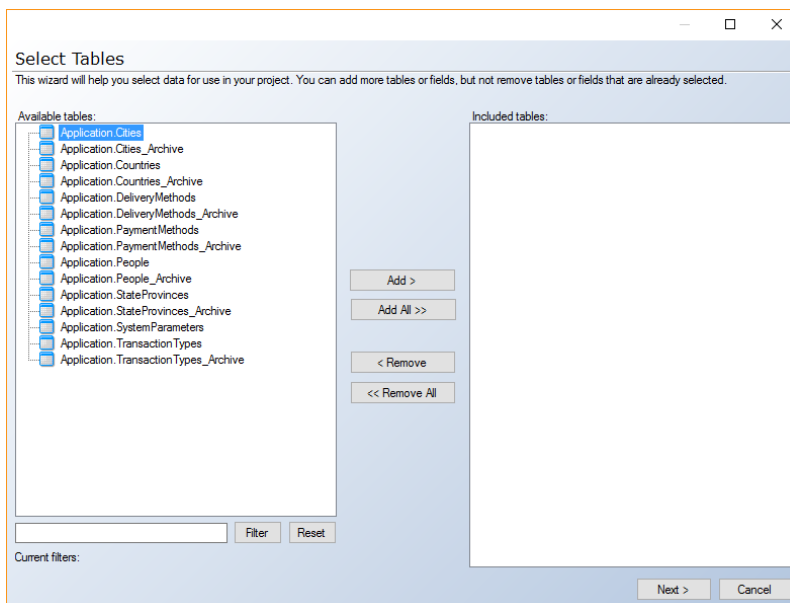 Select Tables
This wizard will help you select data for use in your project. You can add more tables or fields, but not remove tables or fields that are already selected.
Available tables:
Application.Cities
Application.Cities_Archive
Application.Countries
Application.Countries_Archive
Application.DeliveryMethods
Application.DeliveryMethods_Archive
Application.PaymentMethods
Application.PaymentMethods_Archive
Application.People
Application.People_Archive
Application.StateProvinces
Application.StateProvinces_Archive
Application.SystemParameters
Application.TransactionTypes
Application.TransactionTypes_Archive
Filter
Reset
Current filters:
Add >
Add All >>
< Remove
<< Remove All
Included tables:
Next >
Cancel